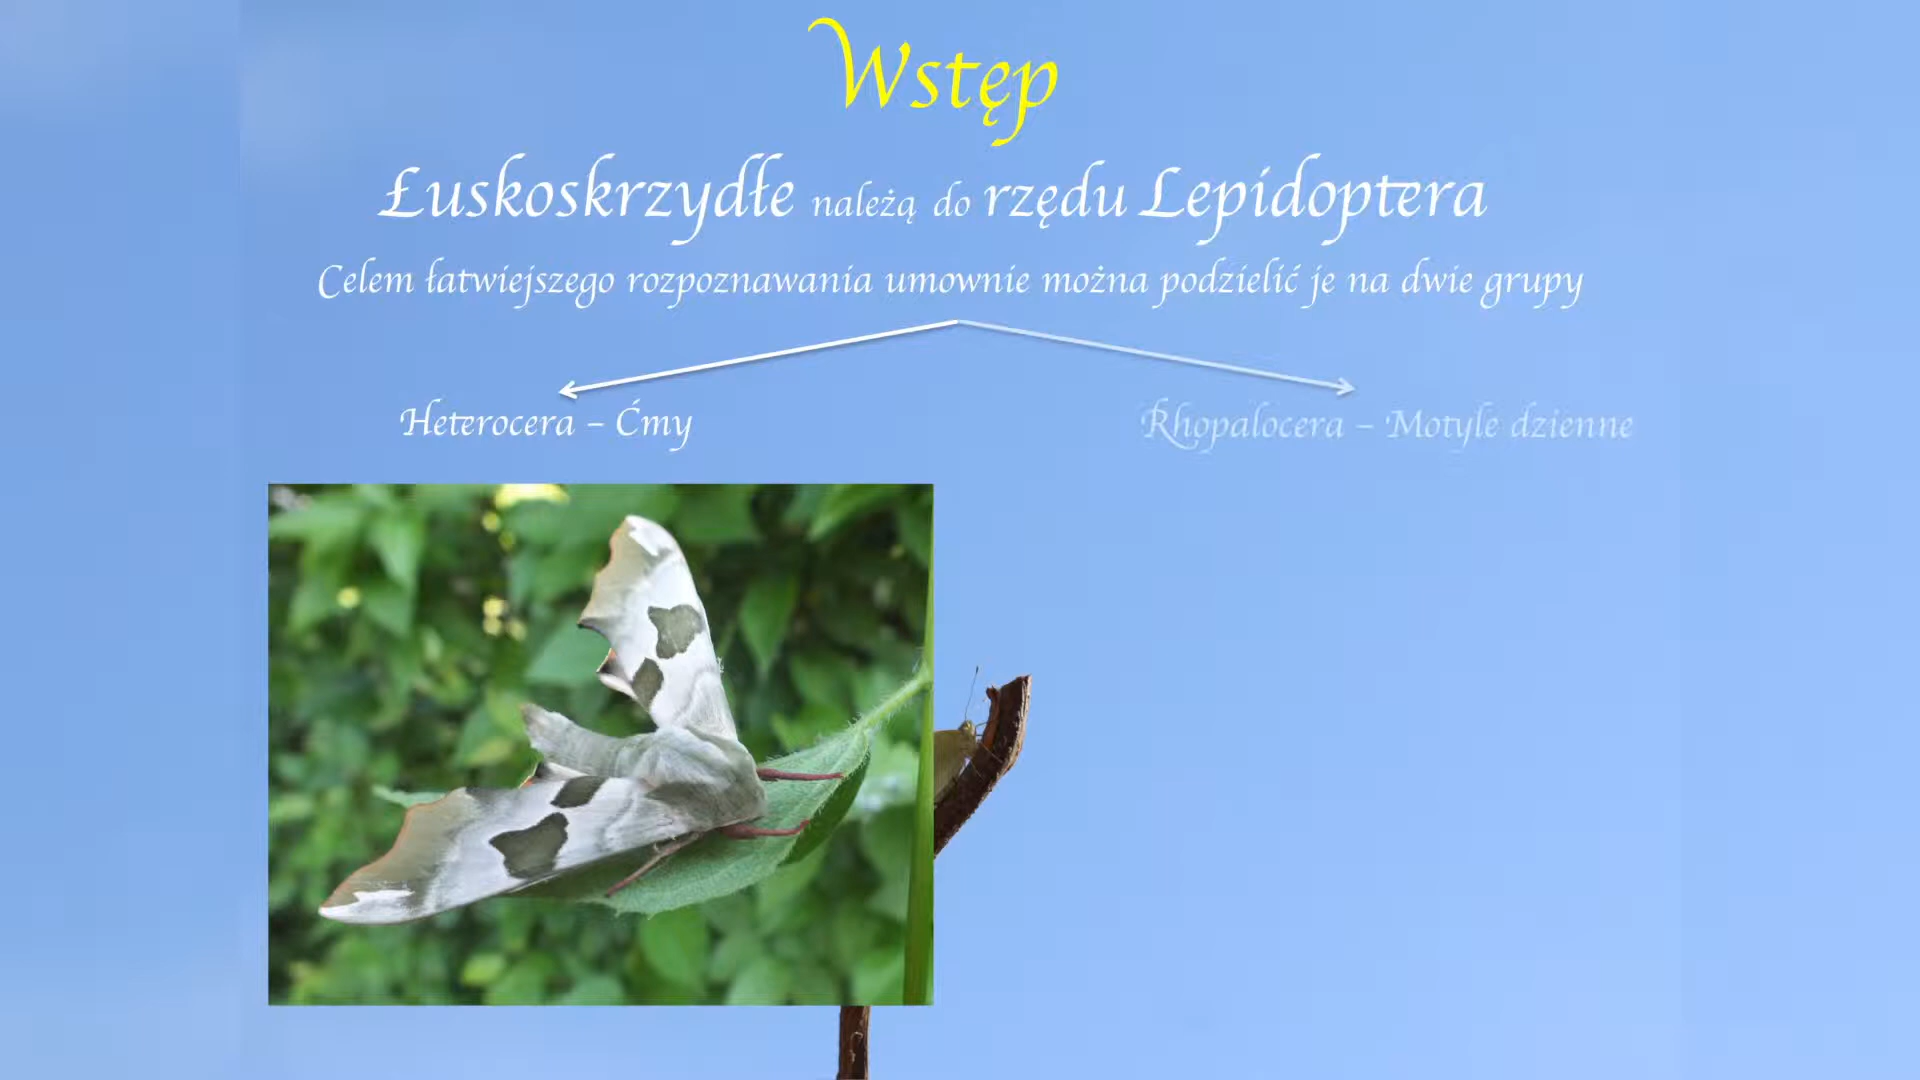 Wstęp
Łuskoskrzydłe należą do rzędu Lepidoptera
Celem łatwiejszego rozpoznawania umownie można podzielić je na dwie grupy
Heterocera – Ćmy
Rhopalocera – Motyle dzienne